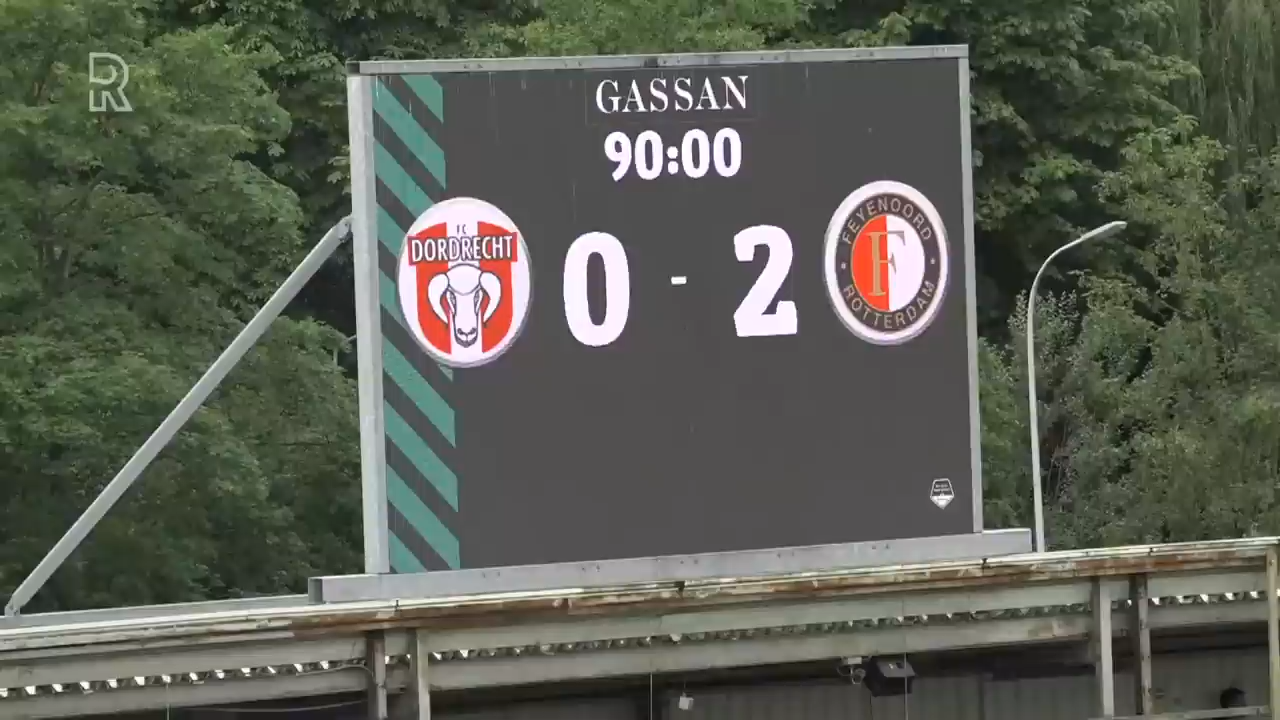 R
GASSAN
90:00
FC
DORDRECHT
0 - 2
FEYENOORD
F
ROTTERDAM